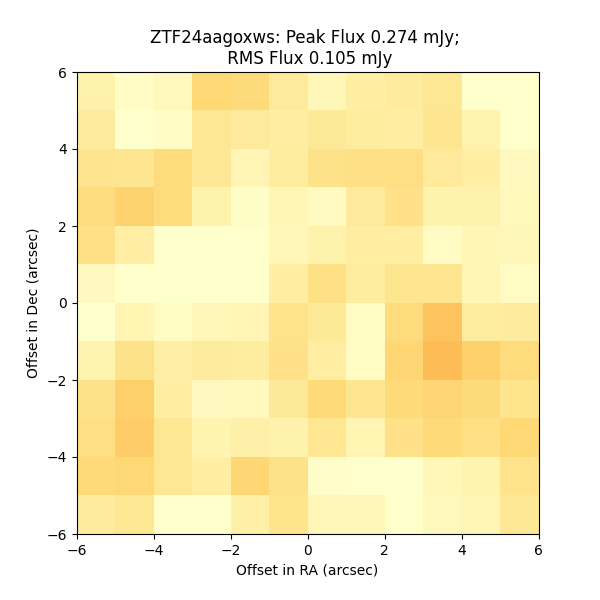 ZTF24aagoxws: Peak Flux 0.274 mJy;
RMS Flux 0.105 mJy
6
4
2
0
−2
−4
−6
Offset in Dec (arcsec)
−6 −4 −2 0 2 4 6
Offset in RA (arcsec)